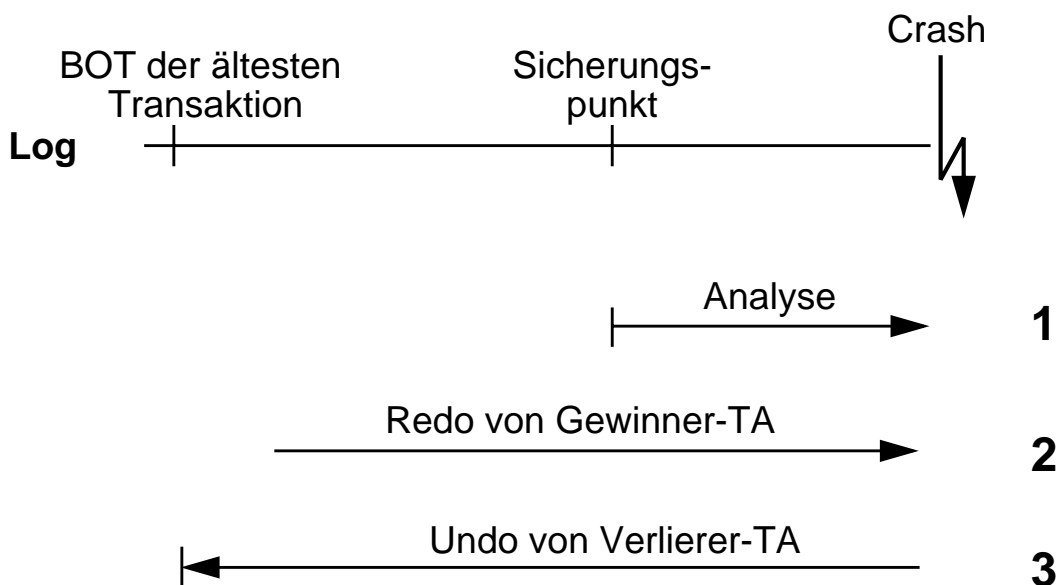 Crash
BOT der ältesten
Transaktion
Sicherungs-
punkt
Log
Analyse
1
Redo von Gewinner-TA
2
Undo von Verlierer-TA
3